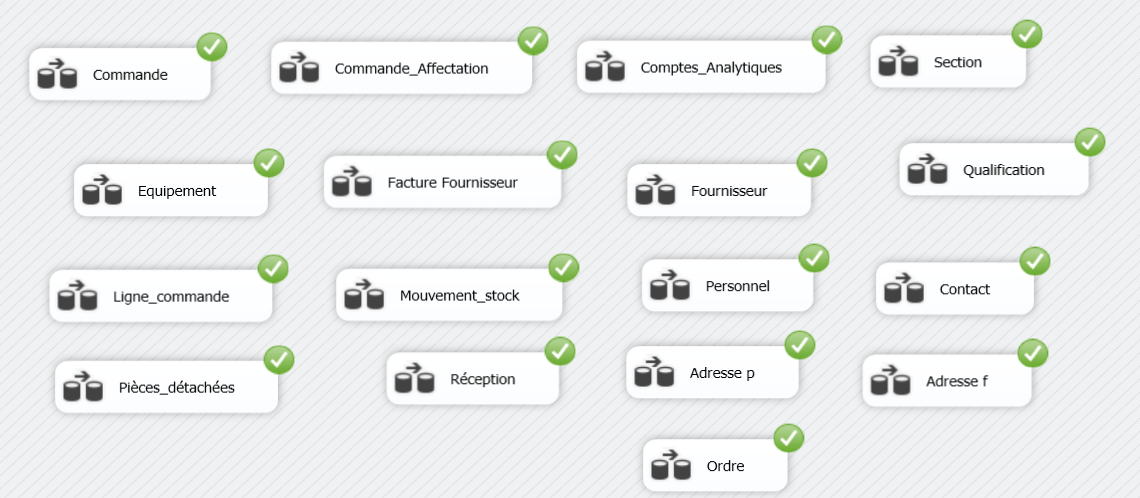 Commande
Commande_Affectation
Comptes_Analytiques
Section
Equipement
Facture Fournisseur
Fournisseur
Qualification
Ligne_commande
Mouvement_stock
Personnel
Contact
Pièces_détachées
Réception
Adresse p
Adresse f
Ordre